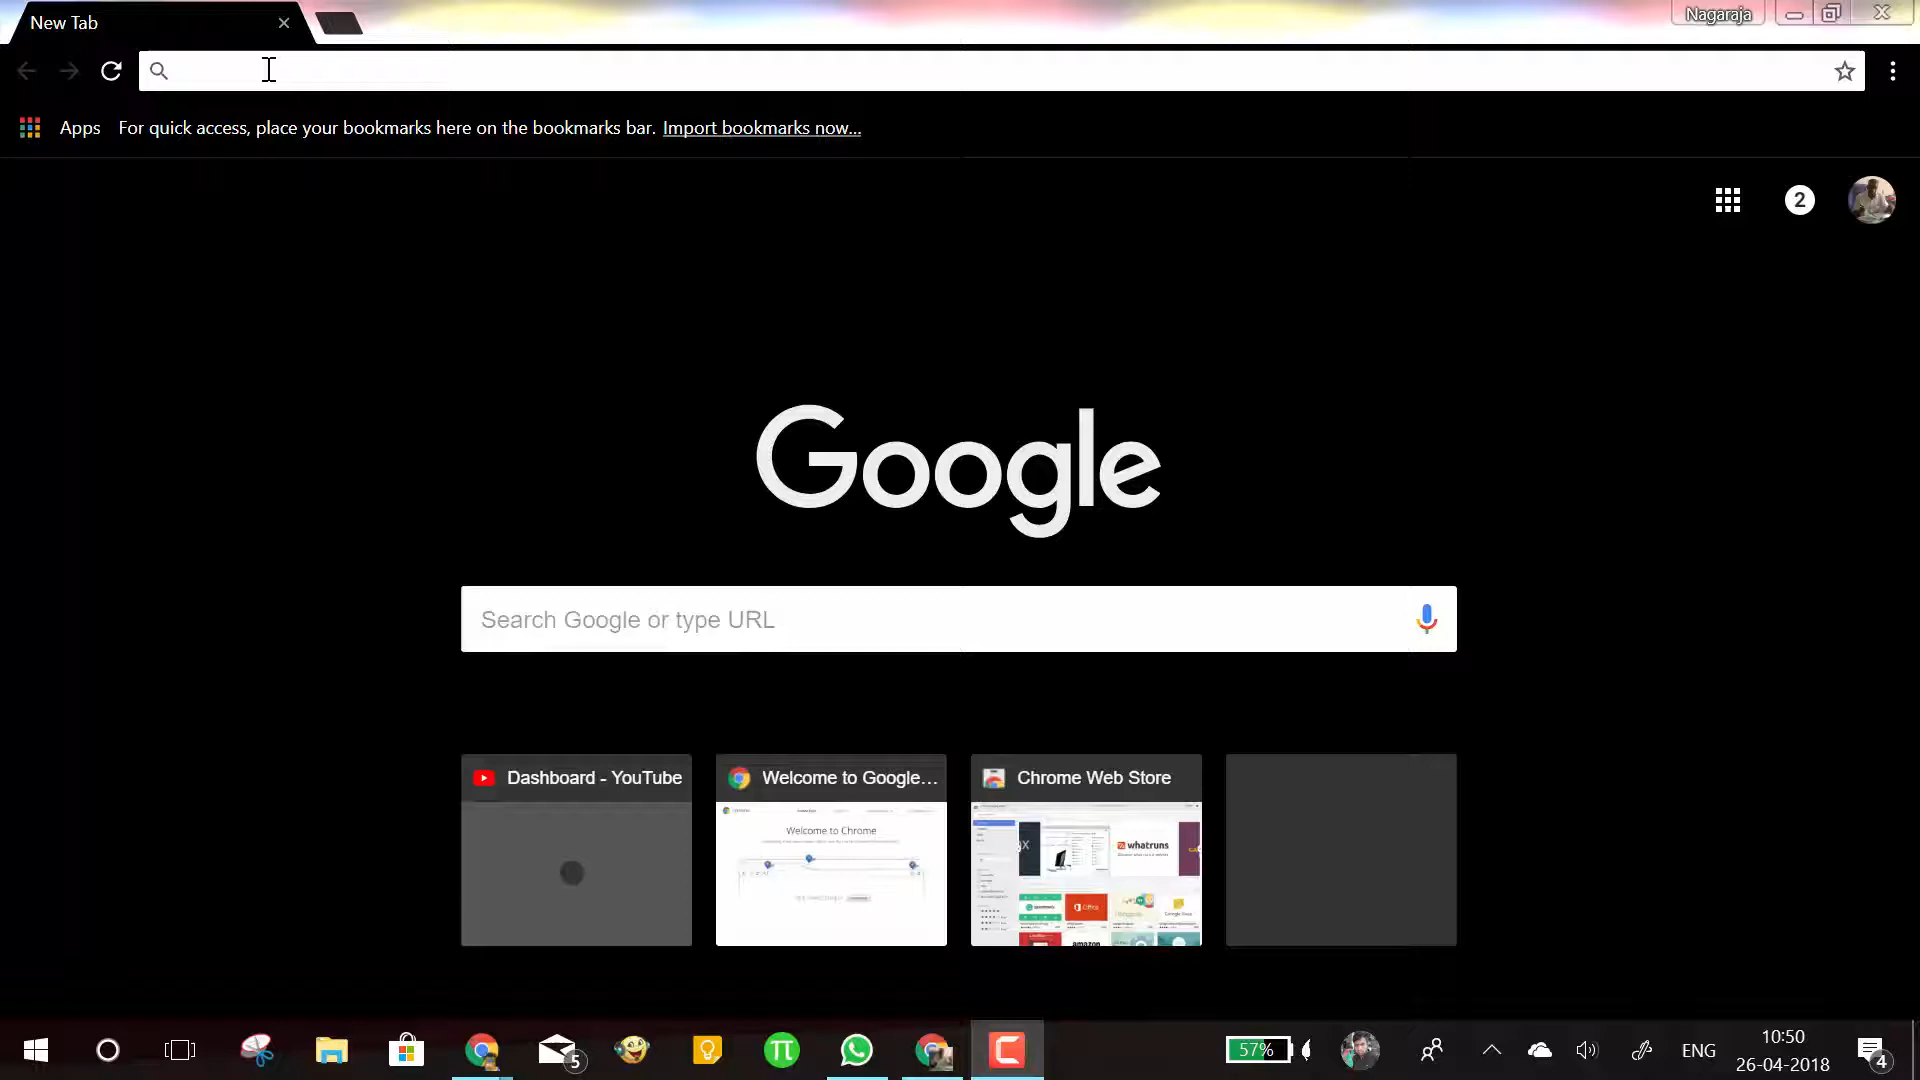 New Tab
Nagaraja
Apps For quick access, place your bookmarks here on the bookmarks bar. Import bookmarks now...
2
Google
Search Google or type URL
Dashboard - YouTube
Welcome to Google...
Chrome Web Store
Welcome to Chrome
whatruns
Office
amazon
5
57%
ENG
10:50
26-04-2018
4